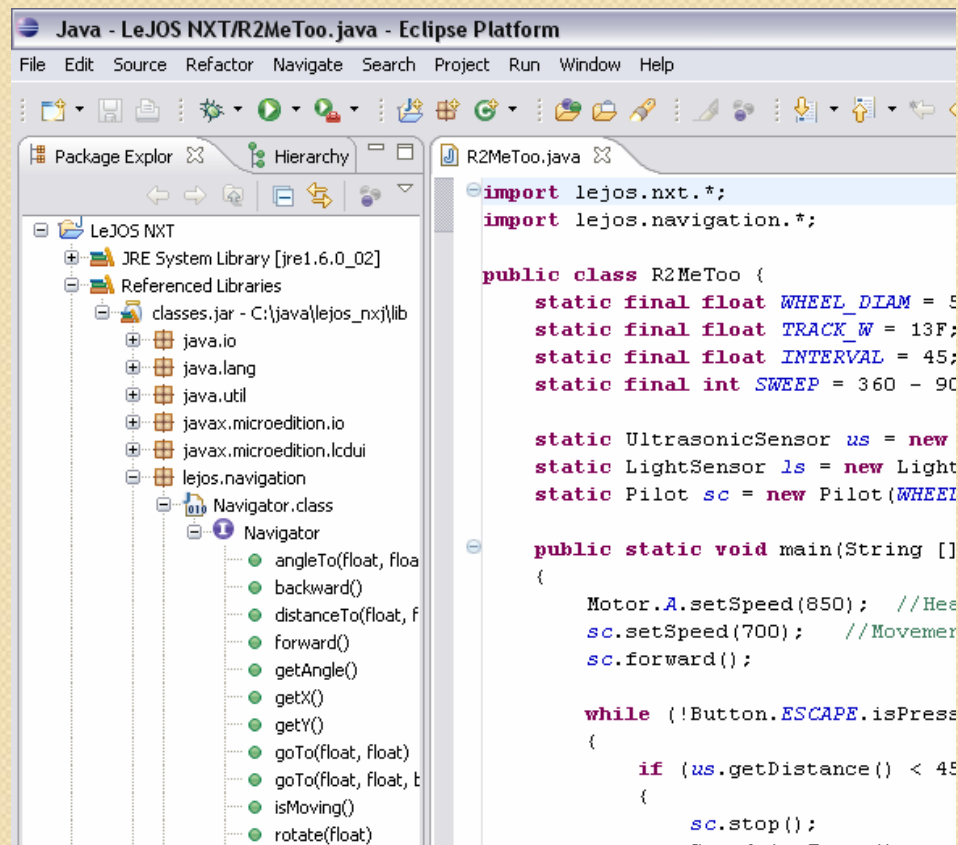 Java - LeJOS NXT/R2MeToo.java - Eclipse Platform
File Edit Source Refactor Navigate Search Project Run Window Help
Package Explor Hierarchy
LeJOS NXT
JRE System Library [jre1.6.0_02]
Referenced Libraries
classes.jar - C:\java\lejos_nxj\lib
java.io
java.lang
java.util
javax.microedition.io
javax.microedition.lcdui
lejos.navigation
Navigator.class
Navigator
angleTo(float, floa
backward()
distanceTo(float, f
forward()
getAngle()
getX()
getY()
goTo(float, float)
goTo(float, float, b
isMoving()
rotate(float)
R2MeToo.java
import lejos.nxt.*;
import lejos.navigation.*;
public class R2MeToo {
static final float WHEEL_DIAM = 5
static final float TRACK_W = 13F;
static final float INTERVAL = 45;
static final int SWEEP = 360 - 90
static UltrasonicSensor us = new
static LightSensor ls = new Light
static Pilot sc = new Pilot(WHEEL
public static void main(String []
{
Motor.A.setSpeed(850); //Hea
sc.setSpeed(700); //Movemen
sc.forward();
while (!Button.ESCAPE.isPress
{
if (us.getDistance() < 45
{
sc.stop();